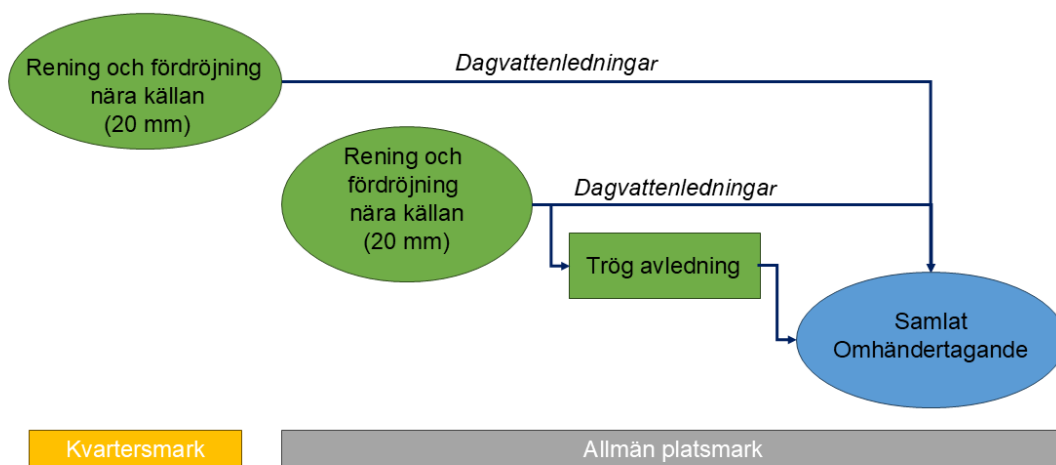 Rening och fördröjning
nära källan
(20 mm)
Dagvattenledningar
Rening och
fördröjning
nära källan
(20 mm)
Dagvattenledningar
Trög avledning
Samlat
Omhändertagande
Kvartersmark
Allmän platsmark